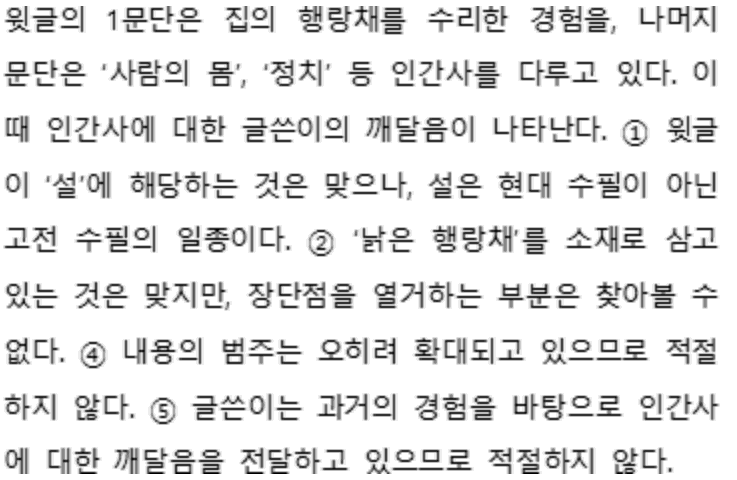 윗글의 1문단은 집의 행랑채를 수리한 경험을, 나머지
문단은 ‘사람의 몸’, ‘정치’ 등 인간사를 다루고 있다. 이
때 인간사에 대한 글쓴이의 깨달음이 나타난다. ① 윗글
이 ‘설’에 해당하는 것은 맞으나, 설은 현대 수필이 아닌
고전 수필의 일종이다. ② ‘낡은 행랑채’를 소재로 삼고
있는 것은 맞지만, 장단점을 열거하는 부분은 찾아볼 수
없다. ④ 내용의 범주는 오히려 확대되고 있으므로 적절
하지 않다. ⑤ 글쓴이는 과거의 경험을 바탕으로 인간사
에 대한 깨달음을 전달하고 있으므로 적절하지 않다.